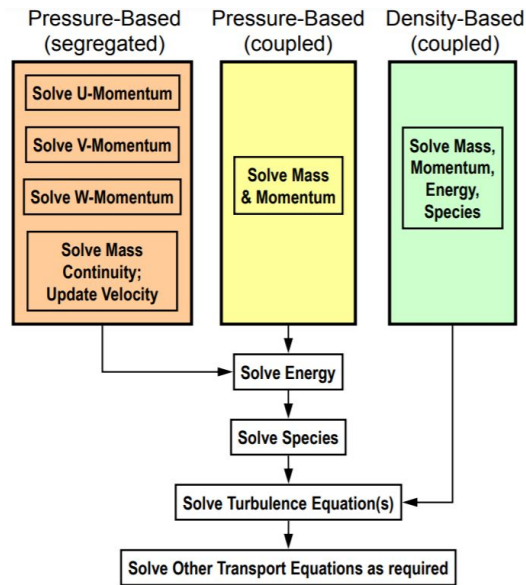 Pressure-Based
(segregated)
Pressure-Based
(coupled)
Density-Based
(coupled)
Solve U-Momentum
Solve V-Momentum
Solve W-Momentum
Solve Mass
Continuity;
Update Velocity
Solve Mass
& Momentum
Solve Mass,
Momentum,
Energy,
Species
Solve Energy
Solve Species
Solve Turbulence Equation(s)
Solve Other Transport Equations as required